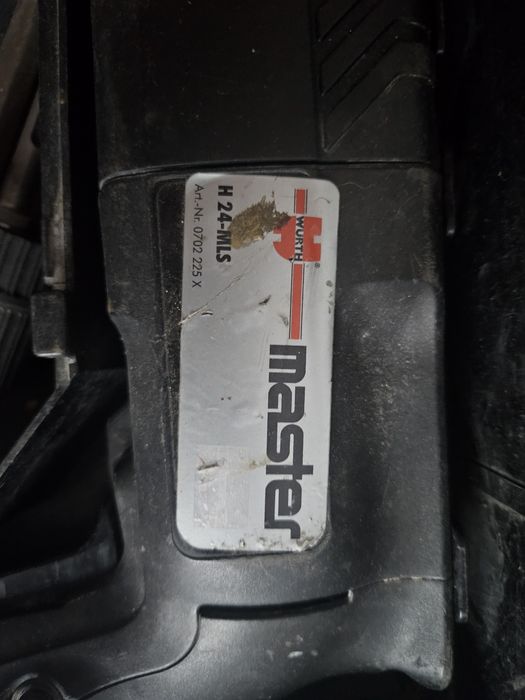 WÜRTH
®
master
H 24-MLS
Art.-Nr. 0702 225 X